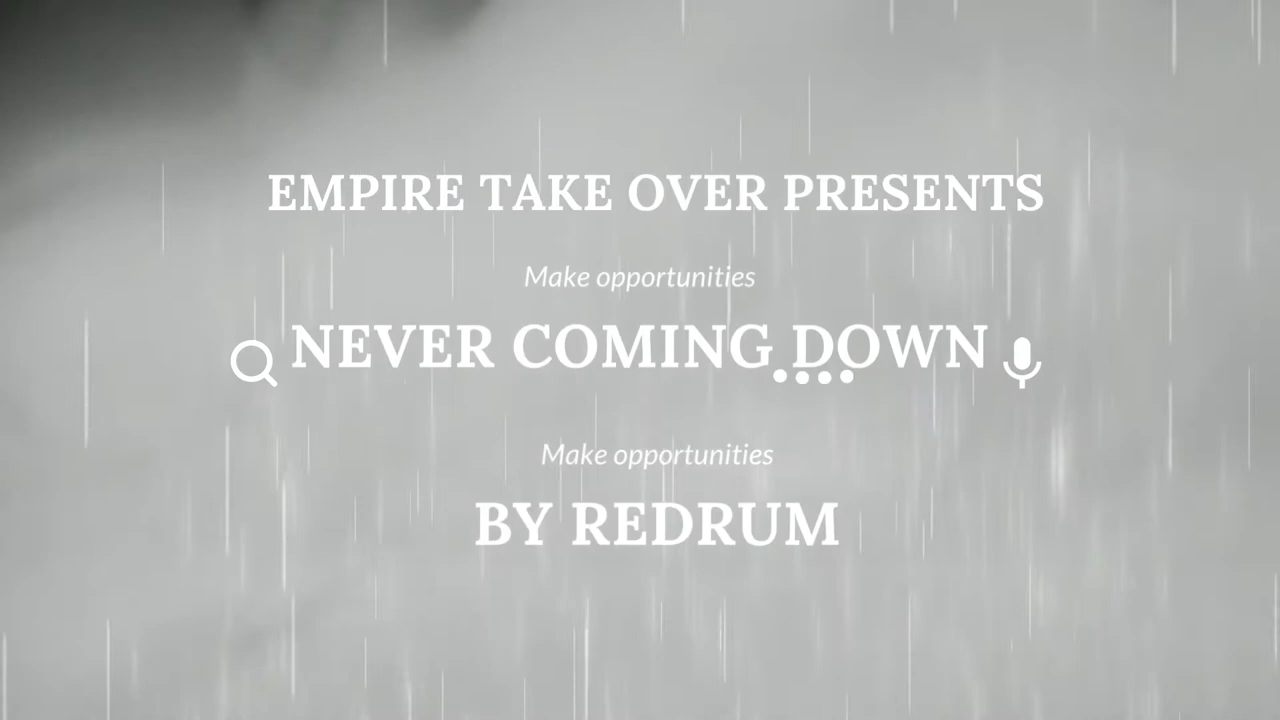 EMPIRE TAKE OVER PRESENTS
Make opportunities
NEVER COMING DOWN
Make opportunities
BY REDRUM